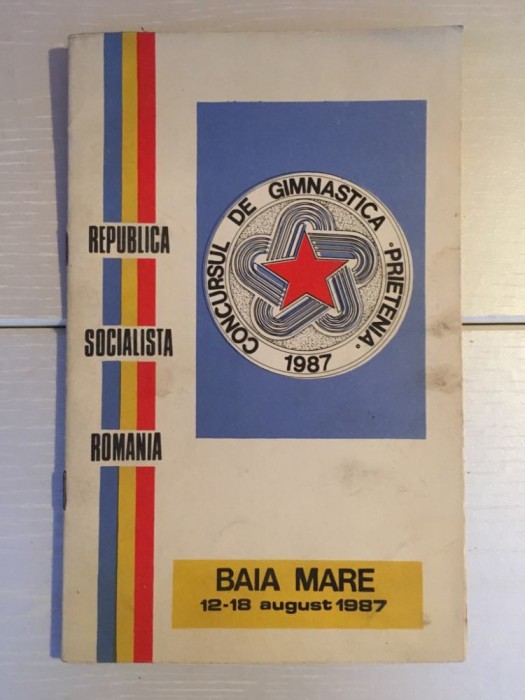 REPUBLICA
SOCIALISTA
ROMANIA
CONCURSUL DE GIMNASTICA "PRIETENIA"
1987
BAIA MARE
12-18 august 1987